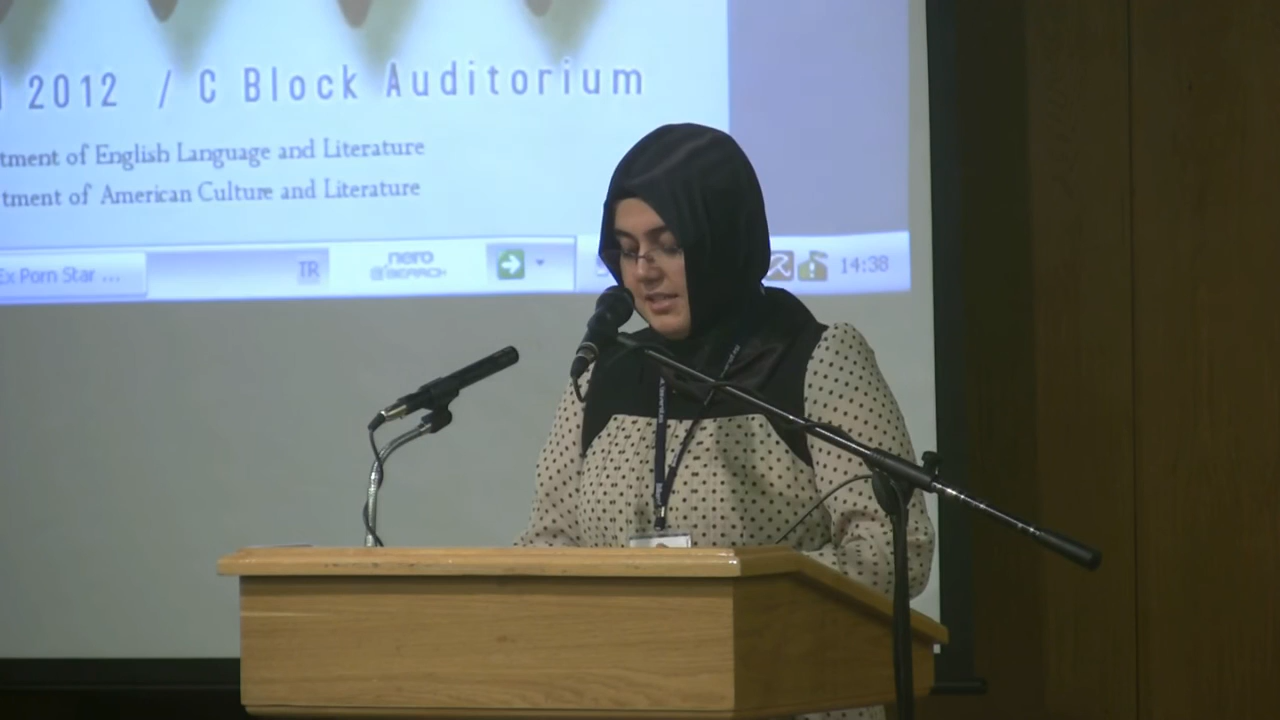 2012 / C Block Auditorium
tment of English Language and Literature
tment of American Culture and Literature
Ex Porn Star ...
TR
nero
SEARCH
14:38